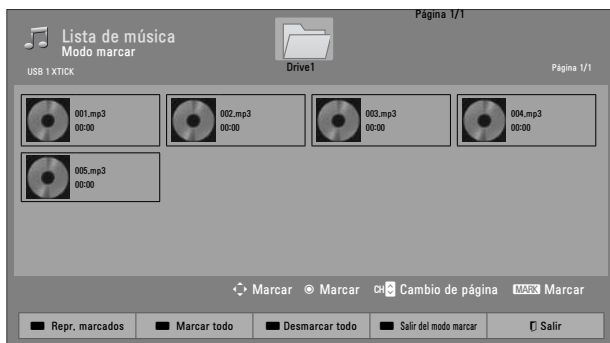 Página 1/1
Lista de música
Modo marcar
USB 1 XTICK
Drive1
Página 1/1
001.mp3
00:00
002.mp3
00:00
003.mp3
00:00
004.mp3
00:00
005.mp3
00:00
Marcar Marcar CH Cambio de página MARK Marcar
Repr. marcados Marcar todo Desmarcar todo Salir del modo marcar Salir